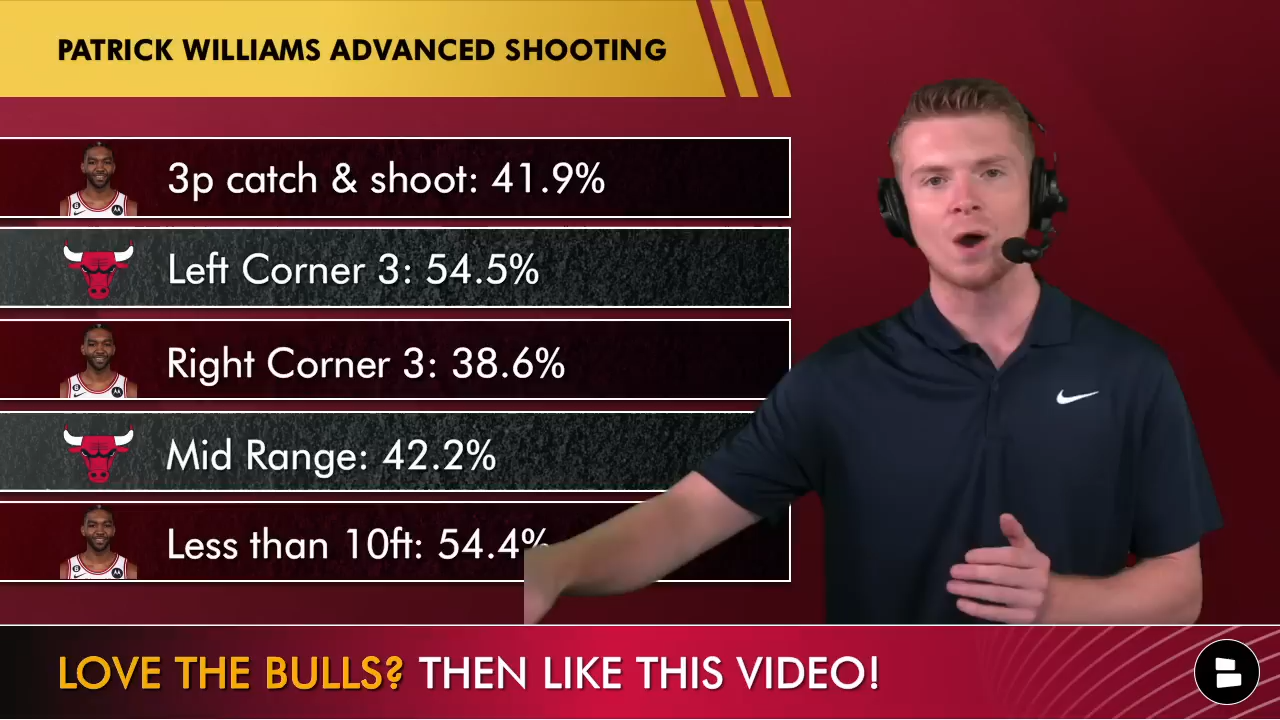 PATRICK WILLIAMS ADVANCED SHOOTING
3p catch & shoot: 41.9%
Left Corner 3: 54.5%
Right Corner 3: 38.6%
Mid Range: 42.2%
Less than 10ft: 54.4%
LOVE THE BULLS? THEN LIKE THIS VIDEO!